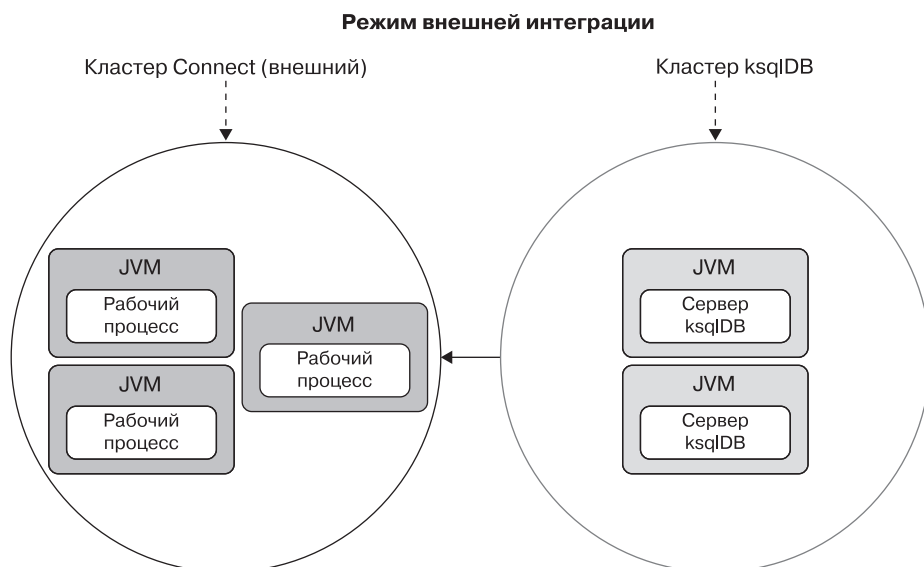 Режим внешней интеграции
Кластер Connect (внешний)
Кластер ksqlDB
JVM
Рабочий
процесс
JVM
Рабочий
процесс
JVM
Рабочий
процесс
JVM
Сервер
ksqlDB
JVM
Сервер
ksqlDB